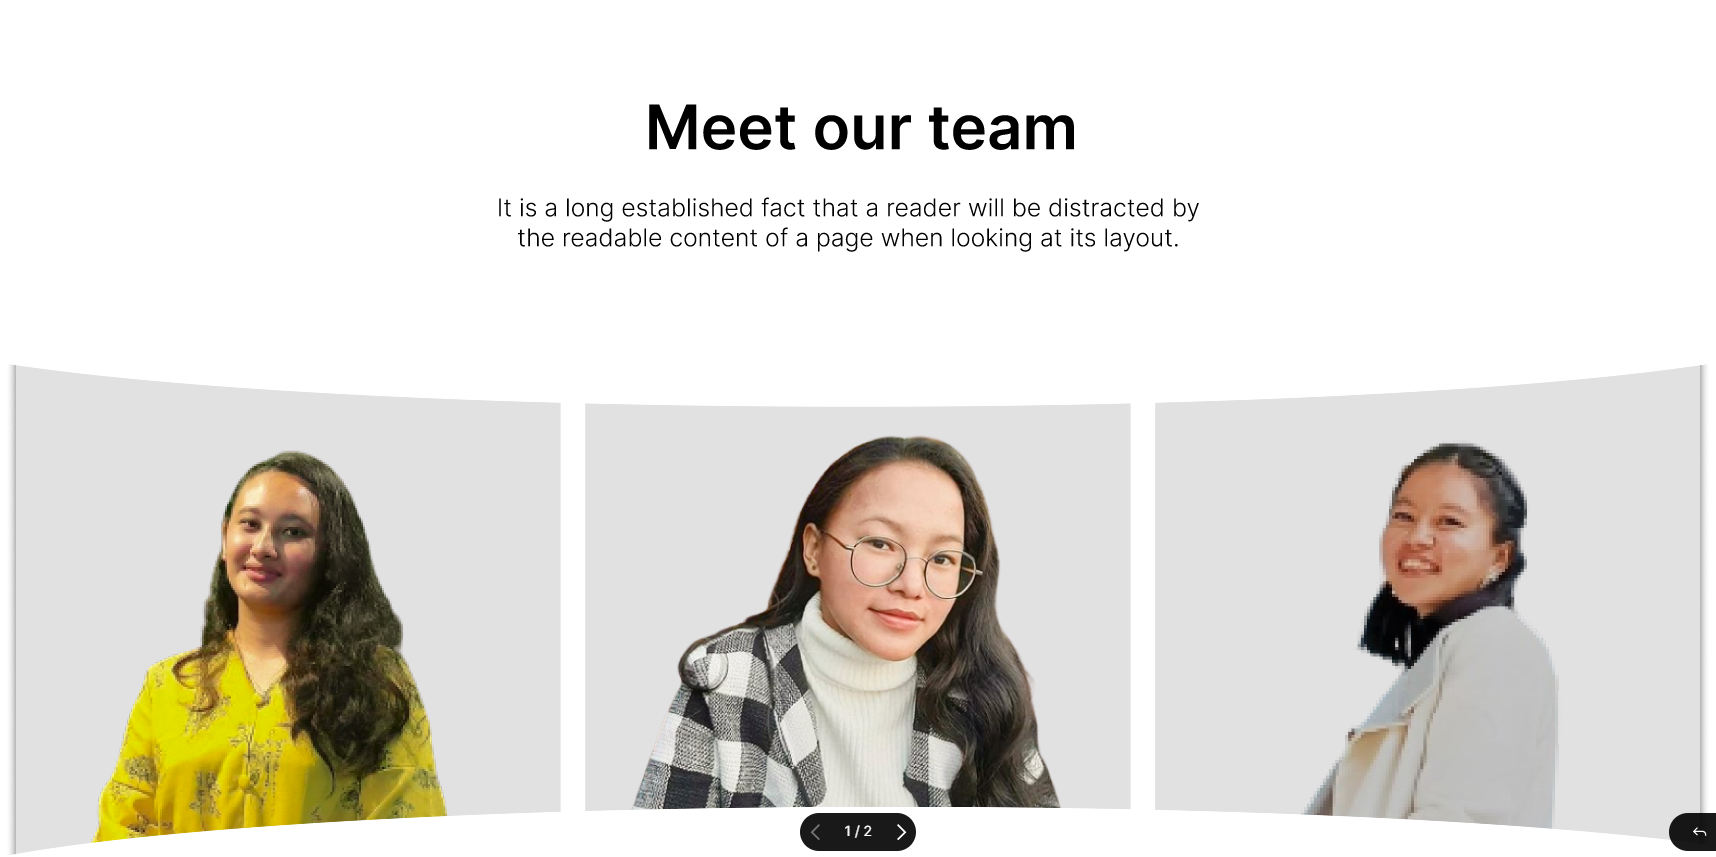 Meet our team
It is a long established fact that a reader will be distracted by
the readable content of a page when looking at its layout.
1 / 2